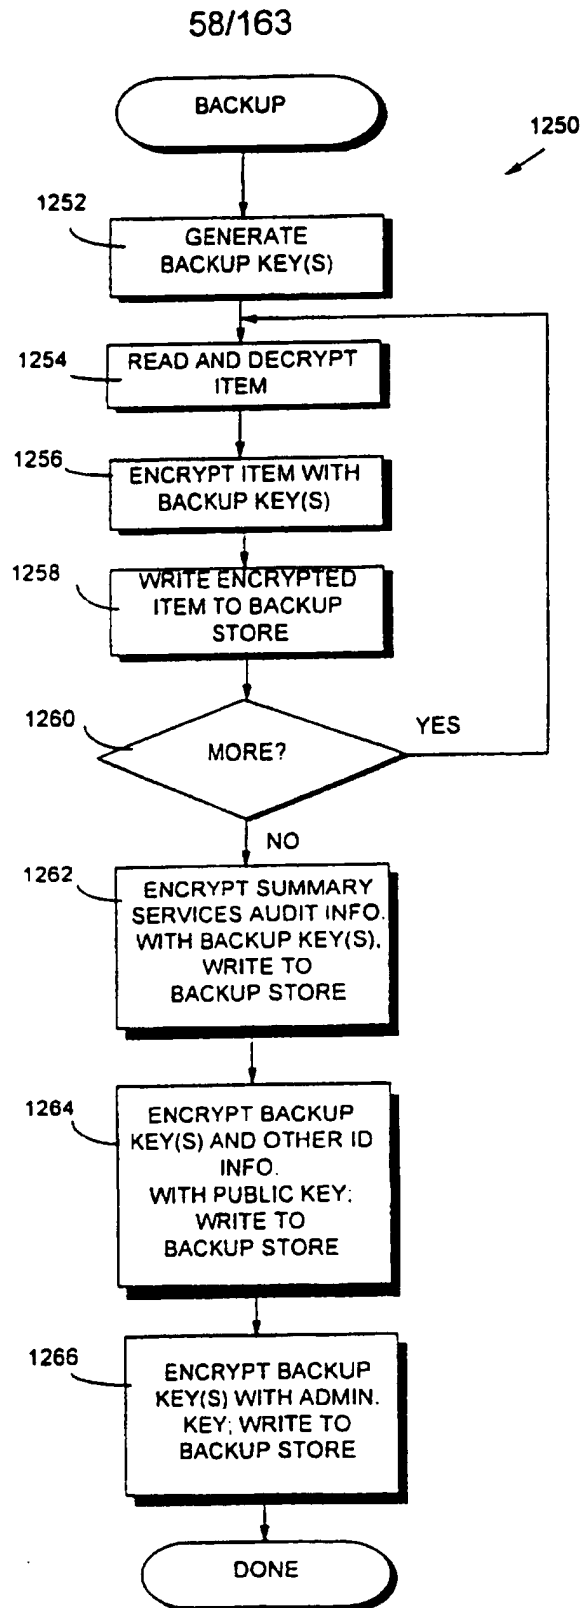 58/163
BACKUP
1250
1252
GENERATE
BACKUP KEY(S)
1254
READ AND DECRYPT
ITEM
1256
ENCRYPT ITEM WITH
BACKUP KEY(S)
1258
WRITE ENCRYPTED
ITEM TO BACKUP
STORE
1260
MORE?
YES
NO
1262
ENCRYPT SUMMARY
SERVICES AUDIT INFO.
WITH BACKUP KEY(S),
WRITE TO
BACKUP STORE
1264
ENCRYPT BACKUP
KEY(S) AND OTHER ID
INFO.
WITH PUBLIC KEY;
WRITE TO
BACKUP STORE
1266
ENCRYPT BACKUP
KEY(S) WITH ADMIN.
KEY; WRITE TO
BACKUP STORE
DONE